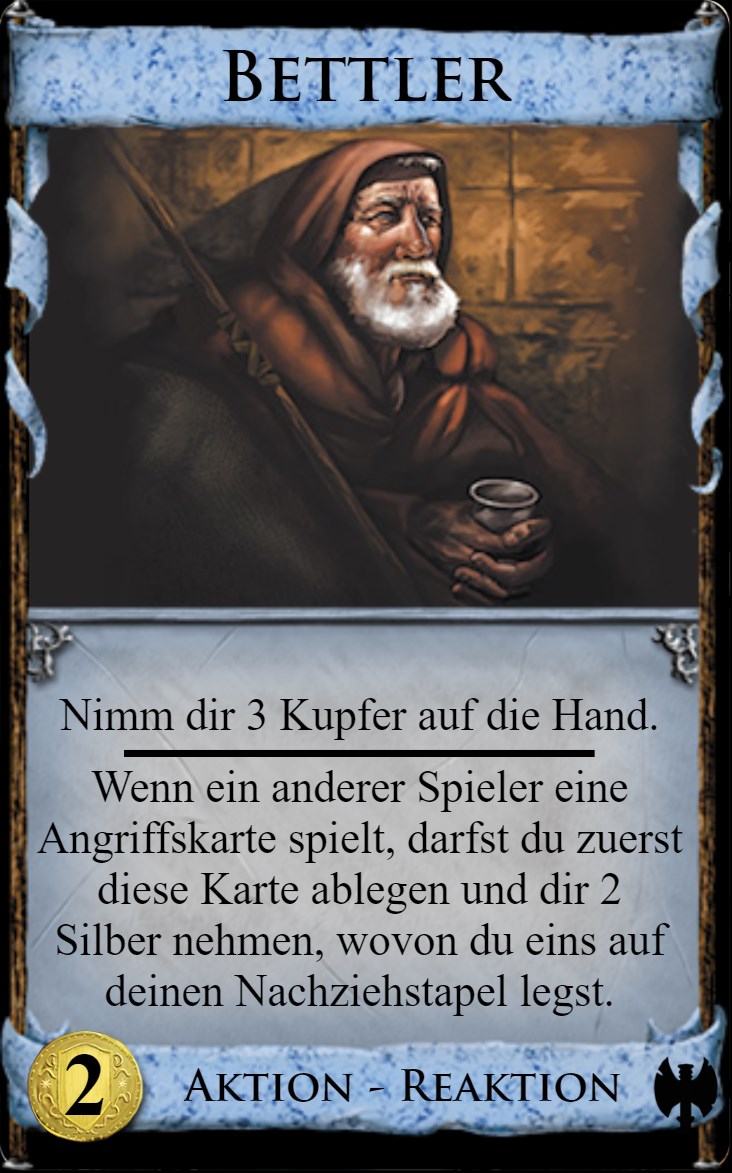 Bettler
Nimm dir 3 Kupfer auf die Hand.
Wenn ein anderer Spieler eine
Angriffskarte spielt, darfst du zuerst
diese Karte ablegen und dir 2
Silber nehmen, wovon du eins auf
deinen Nachziehstapel legst.
2 Aktion - Reaktion